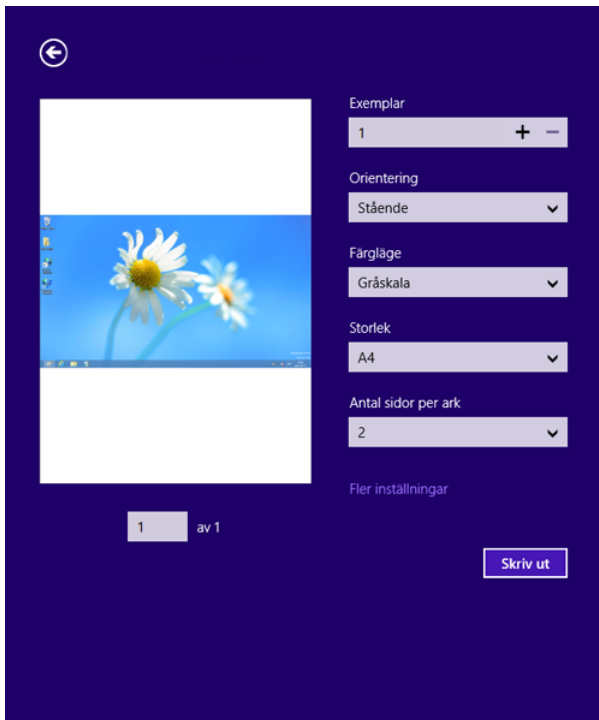 Exemplar
1
Orientering
Stående
Färgläge
Gråskala
Storlek
A4
Antal sidor per ark
2
Fler inställningar
1 av 1
Skriv ut